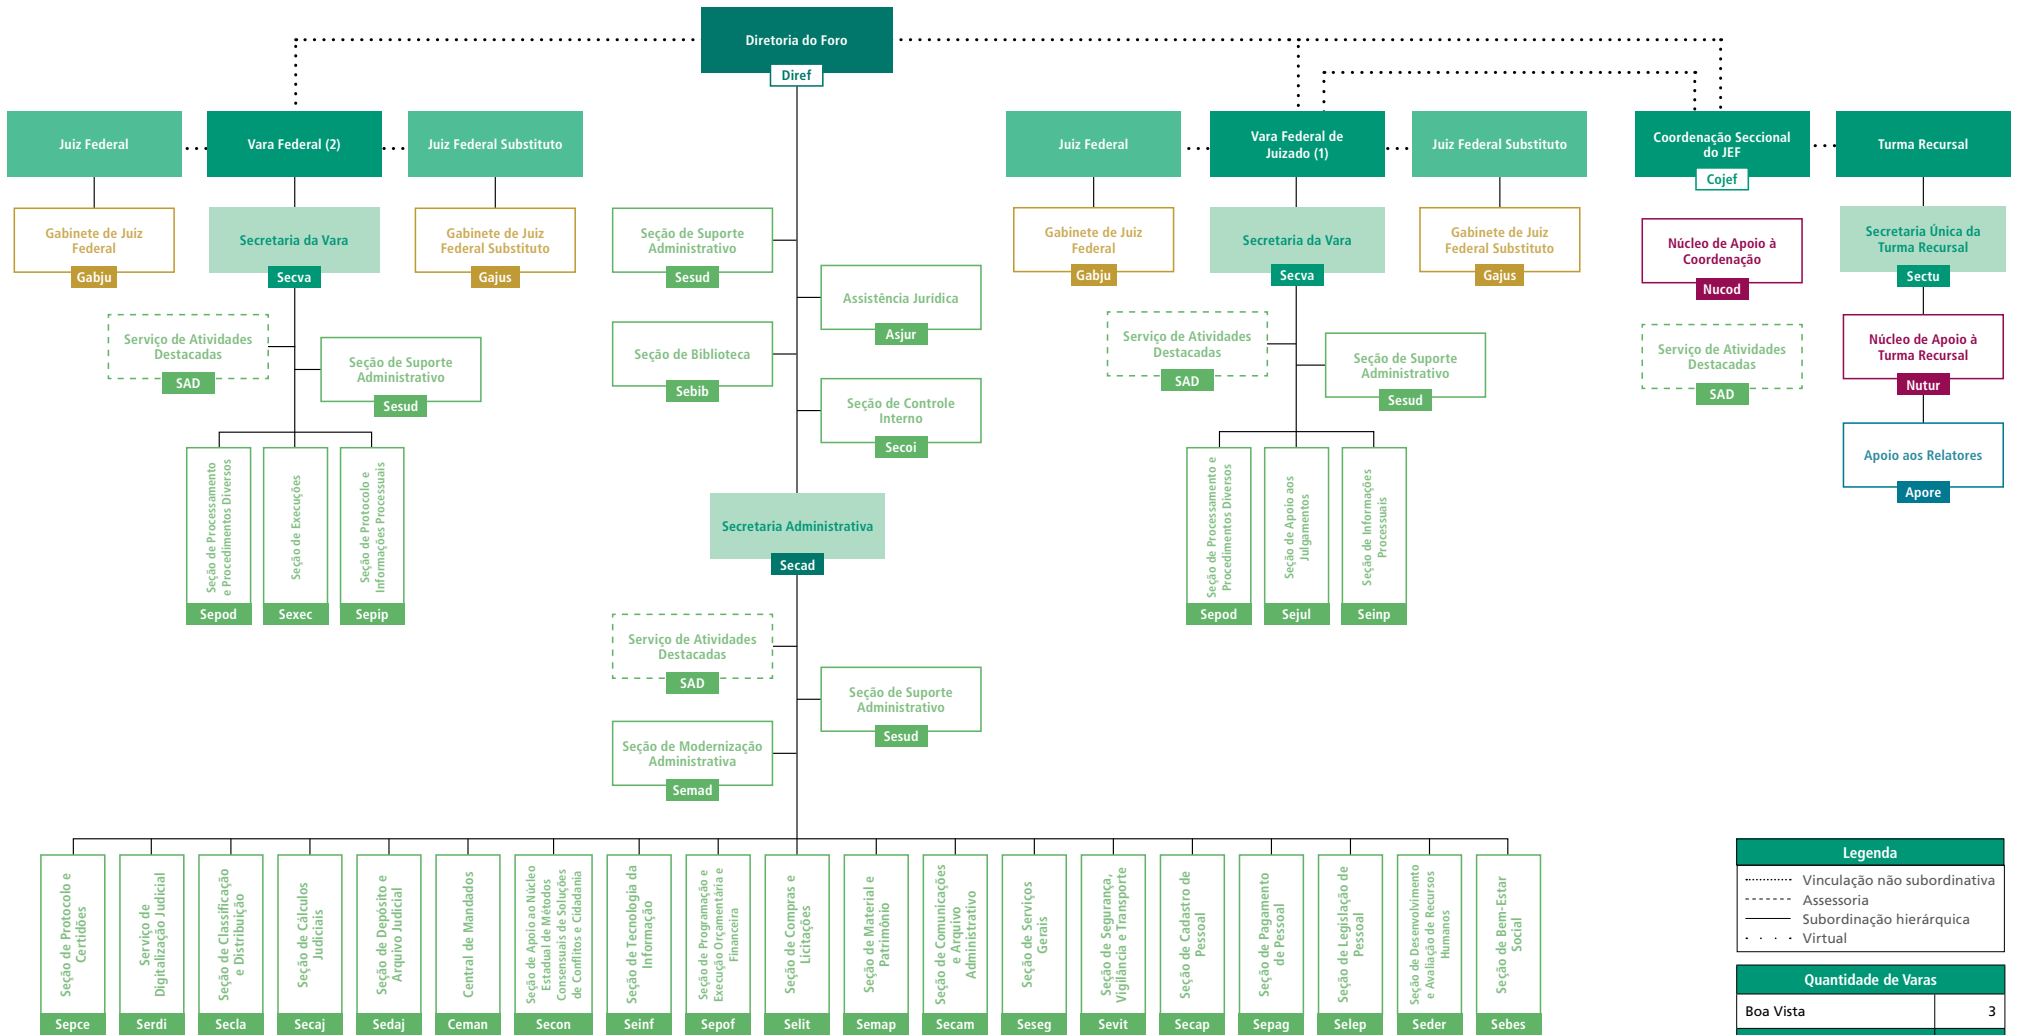 Diretoria do Foro
Diref
Juiz Federal
Vara Federal (2)
Juiz Federal Substituto
Juiz Federal
Vara Federal de
Juizado (1)
Juiz Federal Substituto
Coordenação Seccional
do JEF
Cojef
Turma Recursal
Gabinete de Juiz
Federal
Gabju
Secretaria da Vara
Secva
Gabinete de Juiz
Federal Substituto
Gajus
Seção de Suporte
Administrativo
Sesud
Gabinete de Juiz
Federal
Gabju
Secretaria da Vara
Secva
Gabinete de Juiz
Federal Substituto
Gajus
Núcleo de Apoio à
Coordenação
Nucod
Secretaria Única da
Turma Recursal
Sectu
Assistência Jurídica
Asjur
Serviço de Atividades
Destacadas
SAD
Seção de Suporte
Administrativo
Sesud
Seção de Biblioteca
Sebib
Seção de Controle
Interno
Secoi
Serviço de Atividades
Destacadas
SAD
Seção de Suporte
Administrativo
Sesud
Serviço de Atividades
Destacadas
SAD
Núcleo de Apoio à
Turma Recursal
Nutur
Apoio aos Relatores
Apore
Seção de Processamento
e Procedimentos Diversos
Sepod
Seção de Execuções
Sexec
Seção de Protocolo e
Informações Processuais
Sepip
Secretaria Administrativa
Secad
Seção de Processamento e
Procedimentos Diversos
Sepod
Seção de Apoio aos
Julgamentos
Sejul
Seção de Informações
Processuais
Seinp
Serviço de Atividades
Destacadas
SAD
Seção de Suporte
Administrativo
Sesud
Seção de Modernização
Administrativa
Semad
Seção de Protocolo e
Certidões
Sepce
Serviço de
Digitalização Judicial
Serdi
Seção de Classificação
e Distribuição
Secla
Seção de Cálculos
Judiciais
Secaj
Seção de Depósito e
Arquivo Judicial
Sedaj
Central de Mandados
Ceman
Seção de Apoio ao Núcleo
Estadual de Métodos
Consensuais de Soluções
de Conflitos e Cidadania
Secon
Seção de Tecnologia da
Informação
Seinf
Seção de Programação e
Execução Orçamentária e
Financeira
Sepof
Seção de Compras e
Licitações
Selit
Seção de Material e
Patrimônio
Semap
Seção de Comunicações
e Arquivo
Administrativo
Secam
Seção de Serviços
Gerais
Seseg
Seção de Segurança,
Vigilância e Transporte
Sevit
Seção de Cadastro de
Pessoal
Secap
Seção de Pagamento
de Pessoal
Sepag
Seção de Legislação de
Pessoal
Selep
Seção de Desenvolvimento
e Avaliação de Recursos
Humanos
Seder
Seção de Bem-Estar
Social
Sebes
Legenda
Vinculação não subordinativa
Assessoria
Subordinação hierárquica
Virtual
Quantidade de Varas
Boa Vista 3